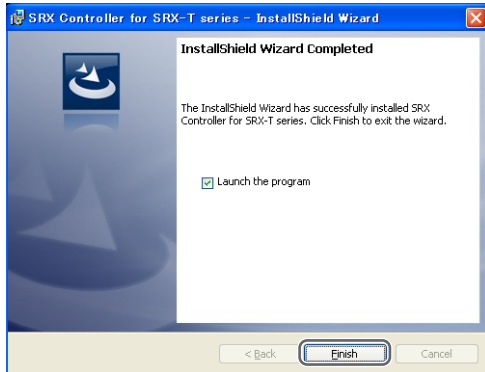 SRX Controller for SRX-T series - InstallShield Wizard
InstallShield Wizard Completed
The InstallShield Wizard has successfully installed SRX
Controller for SRX-T series. Click Finish to exit the wizard.
Launch the program
< Back
Finish
Cancel